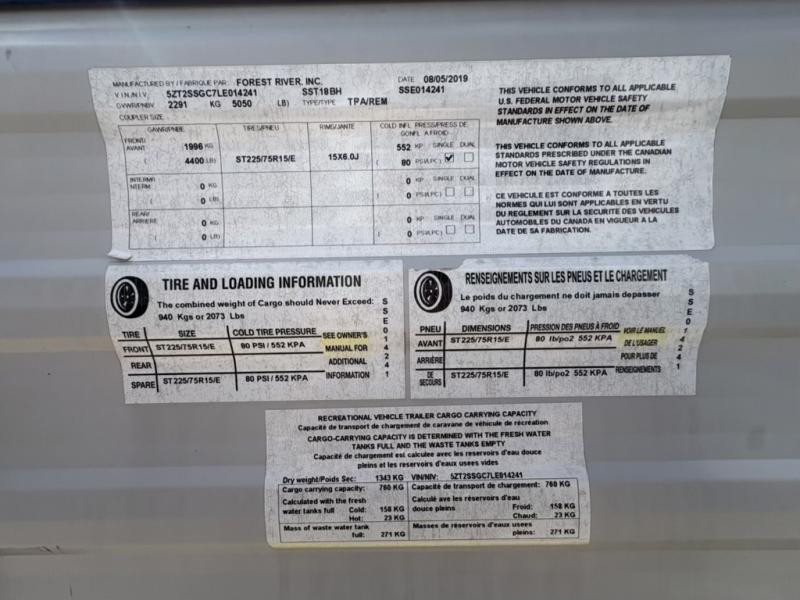 MANUFACTURED BY / FABRIQUE PAR: FOREST RIVER, INC. DATE 08/05/2019
V.I.N./N.I.V.: 5ZT2SSGC7LE014241 SST18BH SSE014241
GVWR/PNBV 2291 KG 5050 LB) TYPE/TYPE TPA/REM
COUPLER SIZE
GAWR/PNBE TIRES/PNEU RIMS/JANTE COLD INFL. PRESS/PRESS DE GONFL A FROID
FRONT/ AVANT 1996 KG 552 KP SINGLE DUAL
( 4400 LB) ST225/75R15/E 15X6.0J 80 PSI/LPC)
INTERM/ INTERM 0 KG 0 KP SINGLE DUAL
( 0 LB) ( 0 PSI/LPC)
REAR/ ARRIERE 0 KG 0 KP SINGLE DUAL
( 0 LB) ( 0 PSI/LPC)
THIS VEHICLE CONFORMS TO ALL APPLICABLE
U.S. FEDERAL MOTOR VEHICLE SAFETY
STANDARDS IN EFFECT ON THE DATE OF
MANUFACTURE SHOWN ABOVE.
THIS VEHICLE CONFORMS TO ALL APPLICABLE
STANDARDS PRESCRIBED UNDER THE CANADIAN
MOTOR VEHICLE SAFETY REGULATIONS IN
EFFECT ON THE DATE OF MANUFACTURE.
CE VEHICULE EST CONFORME A TOUTES LES
NORMES QUI LUI SONT APPLICABLES EN VERTU
DU REGLEMENT SUR LA SECURITE DES VEHICULES
AUTOMOBILES DU CANADA EN VIGUEUR A LA
DATE DE SA FABRICATION.
TIRE AND LOADING INFORMATION
The combined weight of Cargo should Never Exceed:
940 Kgs or 2073 Lbs
TIRE SIZE COLD TIRE PRESSURE SEE OWNER'S
FRONT ST225/75R15/E 80 PSI / 552 KPA MANUAL FOR
REAR ADDITIONAL
SPARE ST225/75R15/E 80 PSI / 552 KPA INFORMATION
SSE014241
RENSEIGNEMENTS SUR LES PNEUS ET LE CHARGEMENT
Le poids du chargement ne doit jamais depasser
940 Kgs or 2073 Lbs
PNEU DIMENSIONS PRESSION DES PNEUS À FROID VOIR LE MANUEL
AVANT ST225/75R15/E 80 lb/po2 552 KPA DE L'USAGER
ARRIÈRE POUR PLUS DE
DE SECOURS ST225/75R15/E 80 lb/po2 552 KPA RENSEIGNEMENTS
SSE014241
RECREATIONAL VEHICLE TRAILER CARGO CARRYING CAPACITY
Capacité de transport de chargement de caravane de véhicule de récréation
CARGO-CARRYING CAPACITY IS DETERMINED WITH THE FRESH WATER
TANKS FULL AND THE WASTE TANKS EMPTY
Capacité de chargement est calculee avec les reservoirs d'eau douce
pleins et les reservoirs d'eaux usees vides
Dry weight/Poids Sec: 1343 KG VIN/NIV: 5ZT2SSGC7LE014241
Cargo carrying capacity: 760 KG Capacité de transport de chargement: 760 KG
Calculated with the fresh Calculé ave les réservoirs d'eau
water tanks full Cold: 158 KG douce pleins Froid: 158 KG
Hot: 23 KG Chaud: 23 KG
Mass of waste water tank Masses de réservoirs d'eaux usees
full: 271 KG pleins: 271 KG